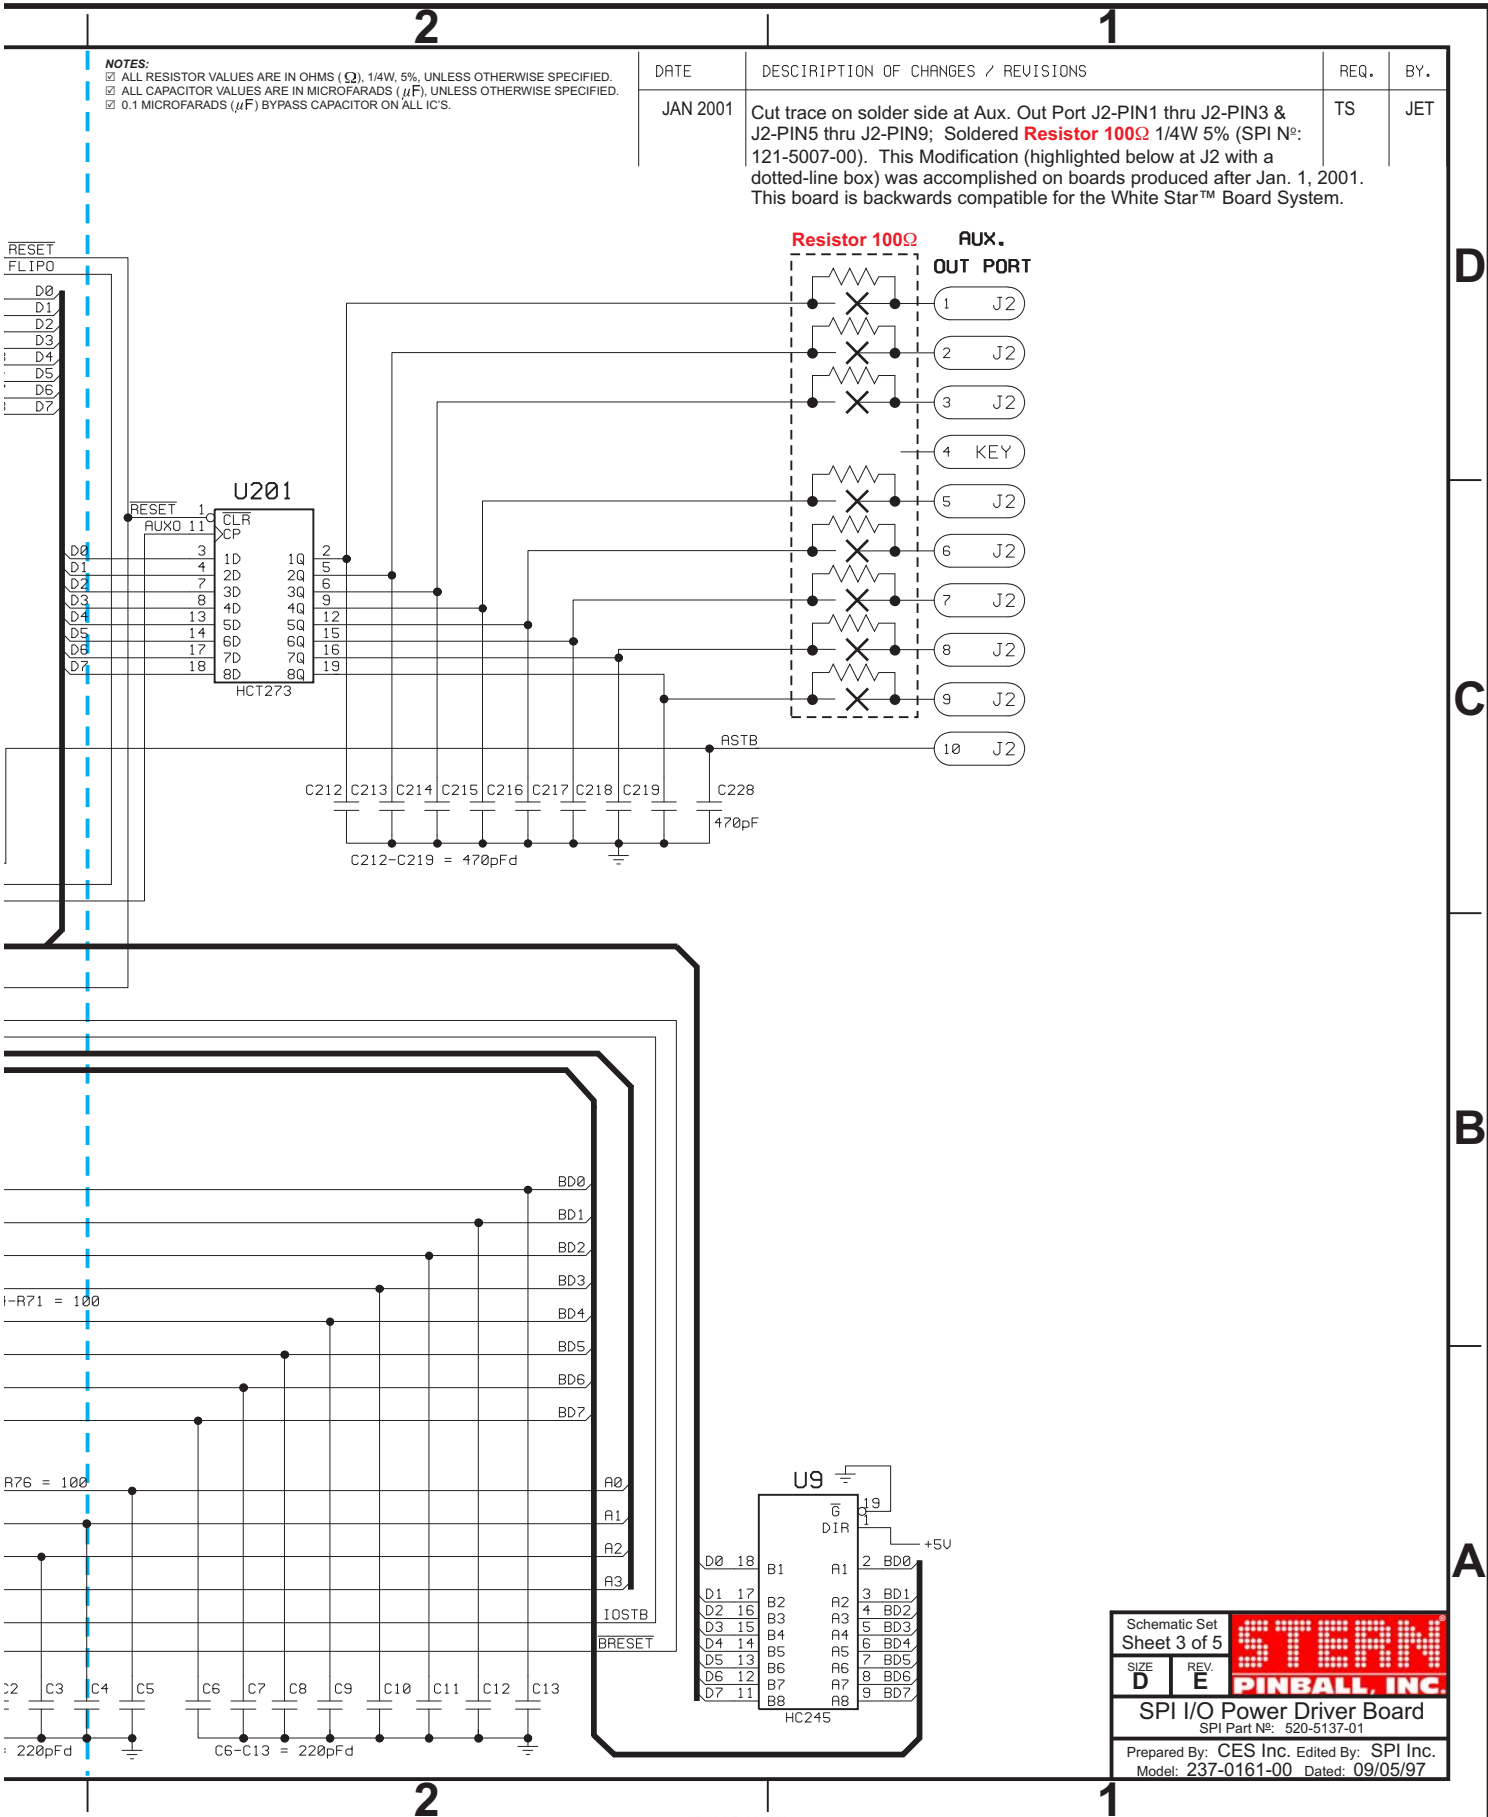 2
1
NOTES:
☑ ALL RESISTOR VALUES ARE IN OHMS (Ω), 1/4W, 5%, UNLESS OTHERWISE SPECIFIED.
☑ ALL CAPACITOR VALUES ARE IN MICROFARADS (µF), UNLESS OTHERWISE SPECIFIED.
☑ 0.1 MICROFARADS (µF) BYPASS CAPACITOR ON ALL IC'S.
DATE
DESCIRIPTION OF CHANGES / REVISIONS
REQ.
BY.
JAN 2001
Cut trace on solder side at Aux. Out Port J2-PIN1 thru J2-PIN3 &
J2-PIN5 thru J2-PIN9; Soldered Resistor 100Ω 1/4W 5% (SPI Nº:
121-5007-00). This Modification (highlighted below at J2 with a
dotted-line box) was accomplished on boards produced after Jan. 1, 2001.
This board is backwards compatible for the White Star™ Board System.
TS
JET
RESET
FLIPO
D0
D1
D2
D3
D4
D5
D6
D7
Resistor 100Ω
AUX.
OUT PORT
D
1 J2
2 J2
3 J2
4 KEY
5 J2
6 J2
7 J2
8 J2
9 J2
10 J2
U201
RESET 1 CLR
AUXO 11 CP
D0 3 1D 1Q 2
D1 4 2D 2Q 5
D2 7 3D 3Q 6
D3 8 4D 4Q 9
D4 13 5D 5Q 12
D5 14 6D 6Q 15
D6 17 7D 7Q 16
D7 18 8D 8Q 19
HCT273
C
ASTB
C212 C213 C214 C215 C216 C217 C218 C219 C228
470pF
C212-C219 = 470pFd
B
BD0
BD1
BD2
BD3
-R71 = 100
BD4
BD5
BD6
BD7
R76 = 100
A0
A1
A2
A3
IOSTB
BRESET
U9
G 19
DIR 1
+5V
D0 18 B1 A1 2 BD0
D1 17 B2 A2 3 BD1
D2 16 B3 A3 4 BD2
D3 15 B4 A4 5 BD3
D4 14 B5 A5 6 BD4
D5 13 B6 A6 7 BD5
D6 12 B7 A7 8 BD6
D7 11 B8 A8 9 BD7
HC245
A
C3 C4 C5 C6 C7 C8 C9 C10 C11 C12 C13
= 220pFd
C6-C13 = 220pFd
Schematic Set
Sheet 3 of 5
SIZE
D
REV.
E
STERN®
PINBALL, INC.
SPI I/O Power Driver Board
SPI Part Nº: 520-5137-01
Prepared By: CES Inc. Edited By: SPI Inc.
Model: 237-0161-00 Dated: 09/05/97
2
1